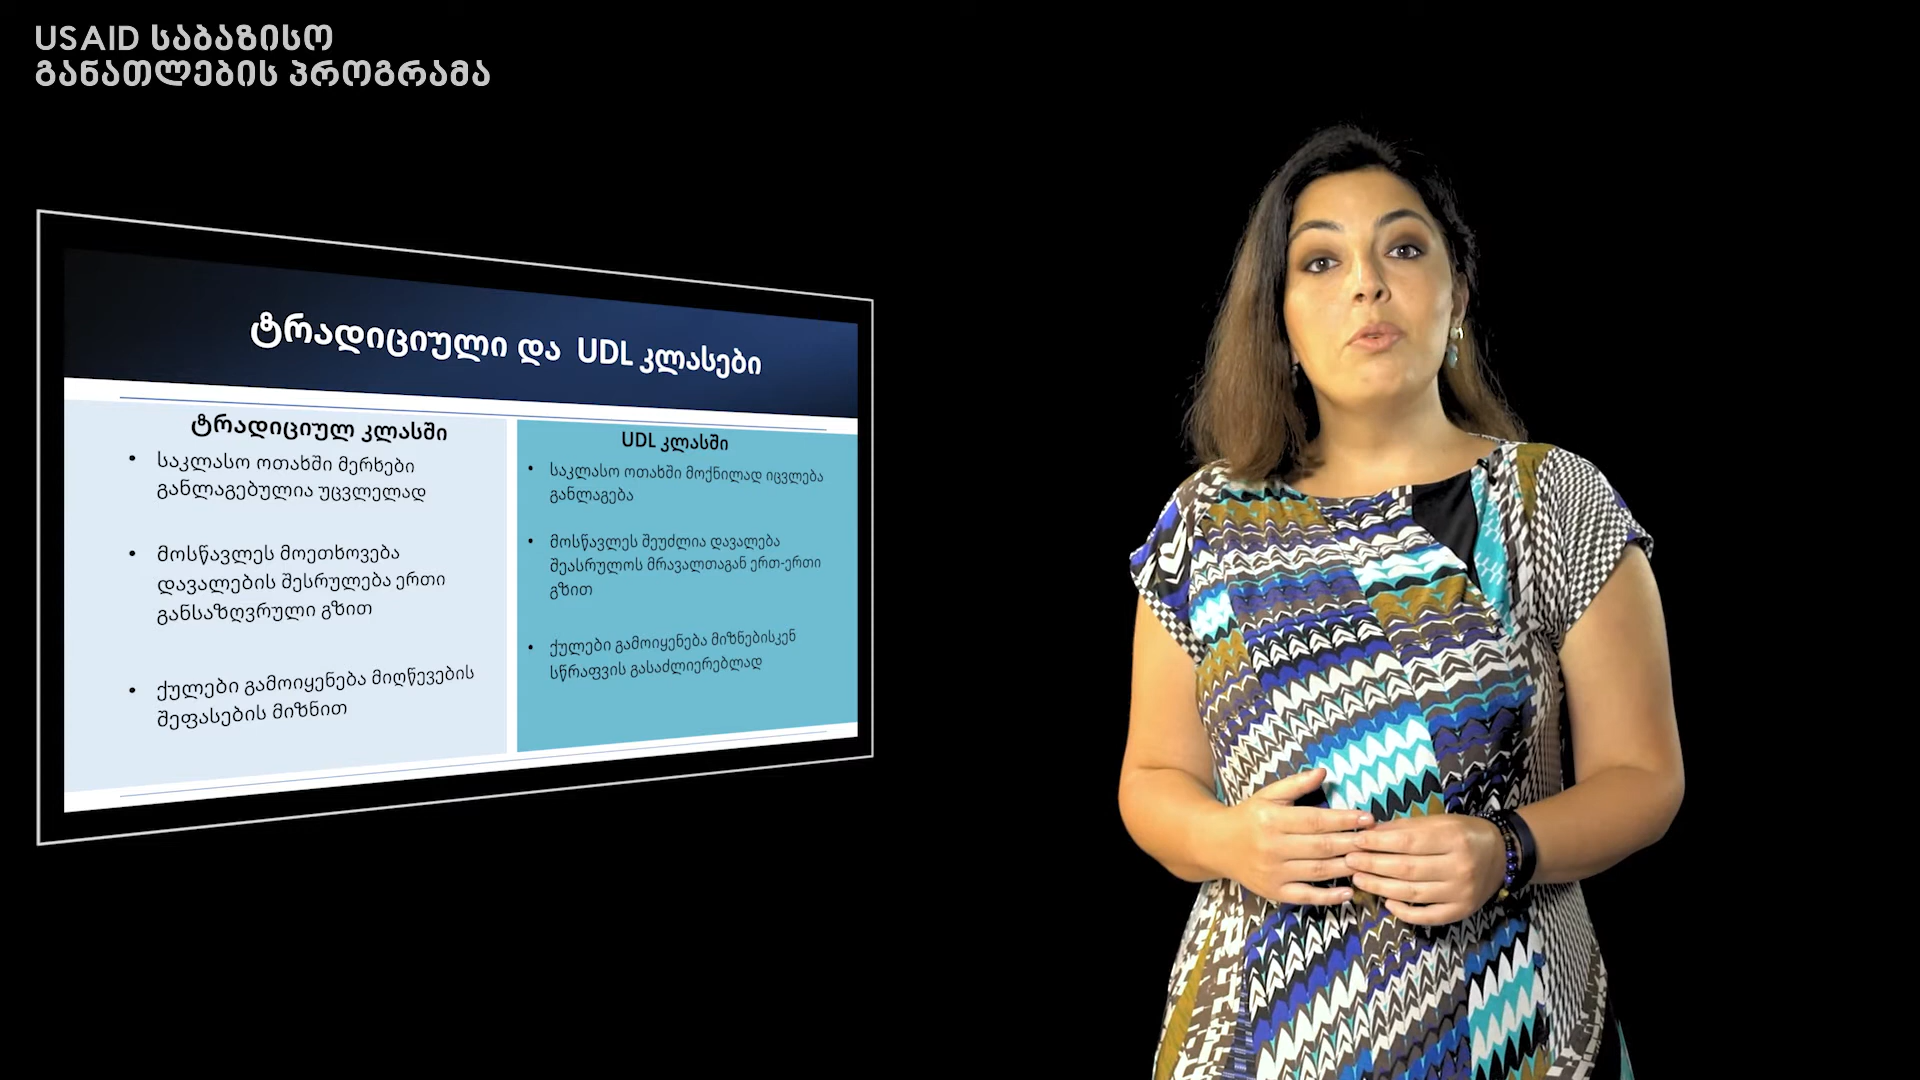 USAID საბაზისო
განათლების პროგრამა
ტრადიციული და UDL კლასები
ტრადიციულ კლასში
• საკლასო ოთახში მერხები
განლაგებულია უცვლელად
• მოსწავლეს მოეთხოვება
დავალების შესრულება ერთი
განსაზღვრული გზით
• ქულები გამოიყენება მიღწევების
შეფასების მიზნით
UDL კლასში
• საკლასო ოთახში მოქნილად იცვლება
განლაგება
• მოსწავლეს შეუძლია დავალება
შეასრულოს მრავალთაგან ერთ-ერთი
გზით
• ქულები გამოიყენება მიზნებისკენ
სწრაფვის გასაძლიერებლად